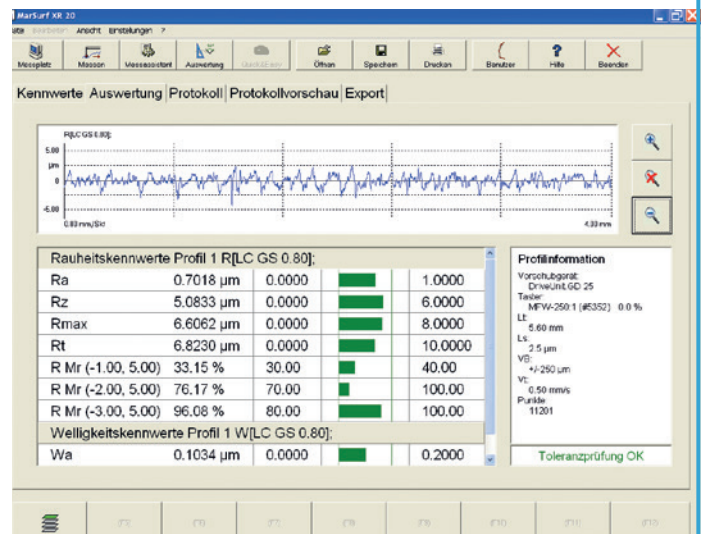 MarSurf XR 20
Ansicht Einstellungen ?
Messplatz Masson Messassistent Auswertung Öffnen Speichern Drucken Benutzer Hilfe Beenden
Kennwerte Auswertung Protokoll Protokollvorschau Export
R[LC GS 0.80];
5.00
µm
0
-5.00
0.83 mm/Skt 4.80 mm
Rauheitskennwerte Profil 1 R[LC GS 0.80];
Ra 0.7018 µm 0.0000 1.0000
Rz 5.0833 µm 0.0000 6.0000
Rmax 6.6062 µm 0.0000 8.0000
Rt 6.8230 µm 0.0000 10.0000
R Mr (-1.00, 5.00) 33.15 % 30.00 40.00
R Mr (-2.00, 5.00) 76.17 % 70.00 100.00
R Mr (-3.00, 5.00) 96.08 % 80.00 100.00
Welligkeitskennwerte Profil 1 W[LC GS 0.80];
Wa 0.1034 µm 0.0000 0.2000
Profilinformation
Vorschubgerät:
DriveUnit.GD 25
Taster:
MFW-250:1 (#5352) 0.0 %
Lt:
5.60 mm
Ls:
2.5 µm
VB:
+/-250 µm
Vt:
0.50 mm/s
Punkte:
11201
Toleranzprüfung OK